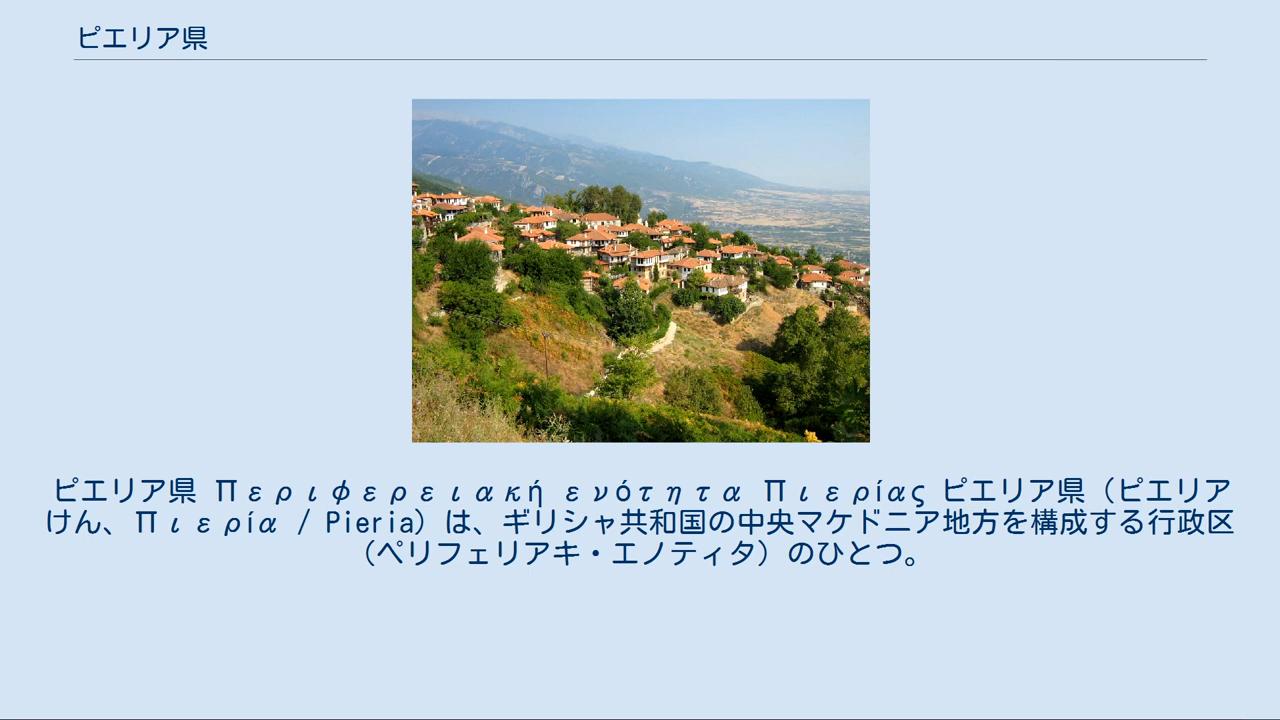 ピエリア県
ピエリア県 Περιφερειακή ενότητα Πιερίας ピエリア県（ピエリア
けん、Πιερία / Pieria）は、ギリシャ共和国の中央マケドニア地方を構成する行政区
（ペリフェリアキ・エノティタ）のひとつ。